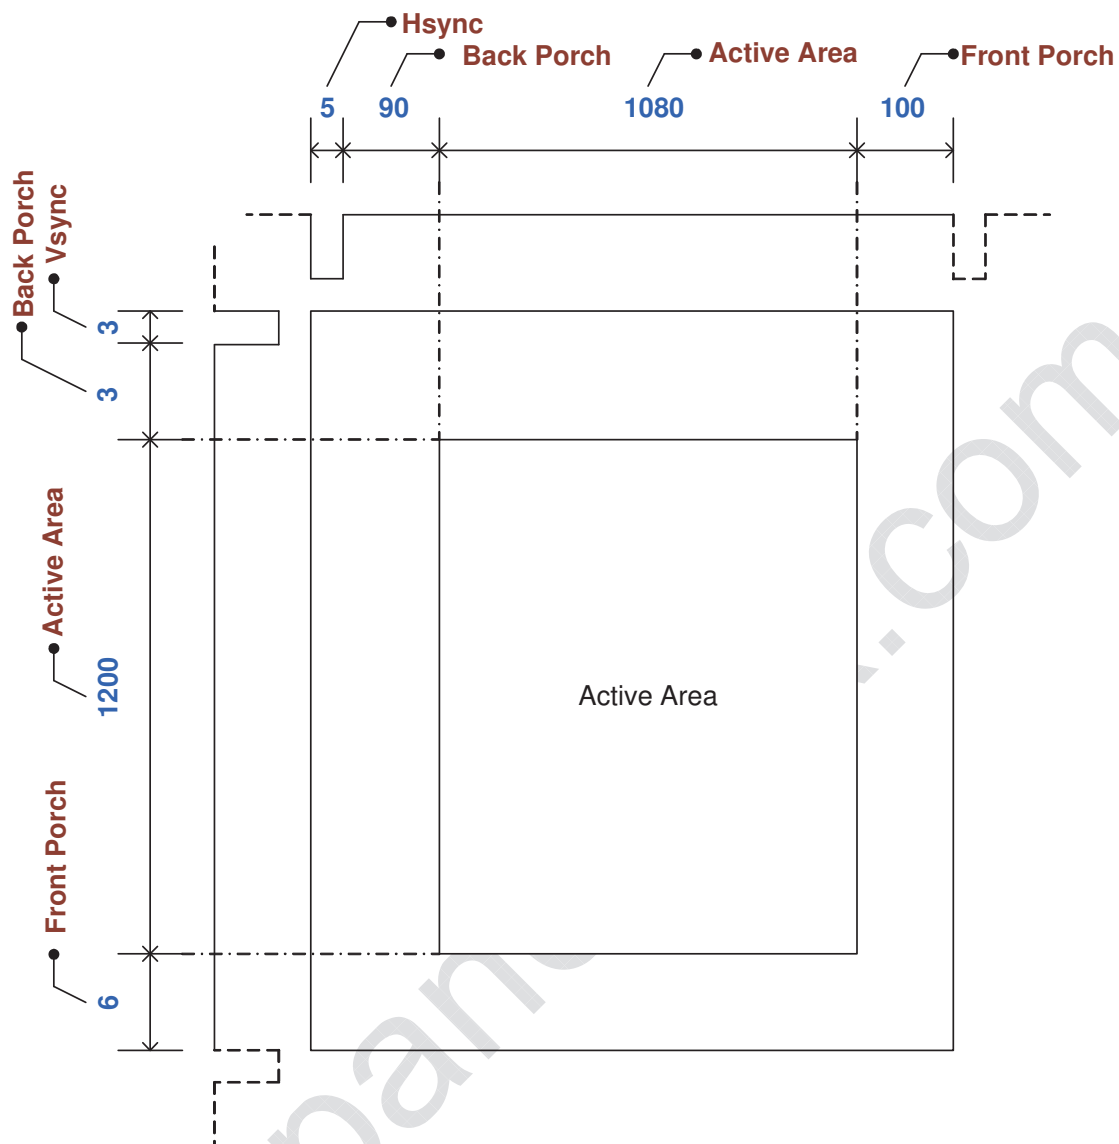 Hsync
Back Porch
Active Area
Front Porch
5
90
1080
100
Back Porch
Vsync
3
3
Active Area
1200
Active Area
Front Porch
6
.com